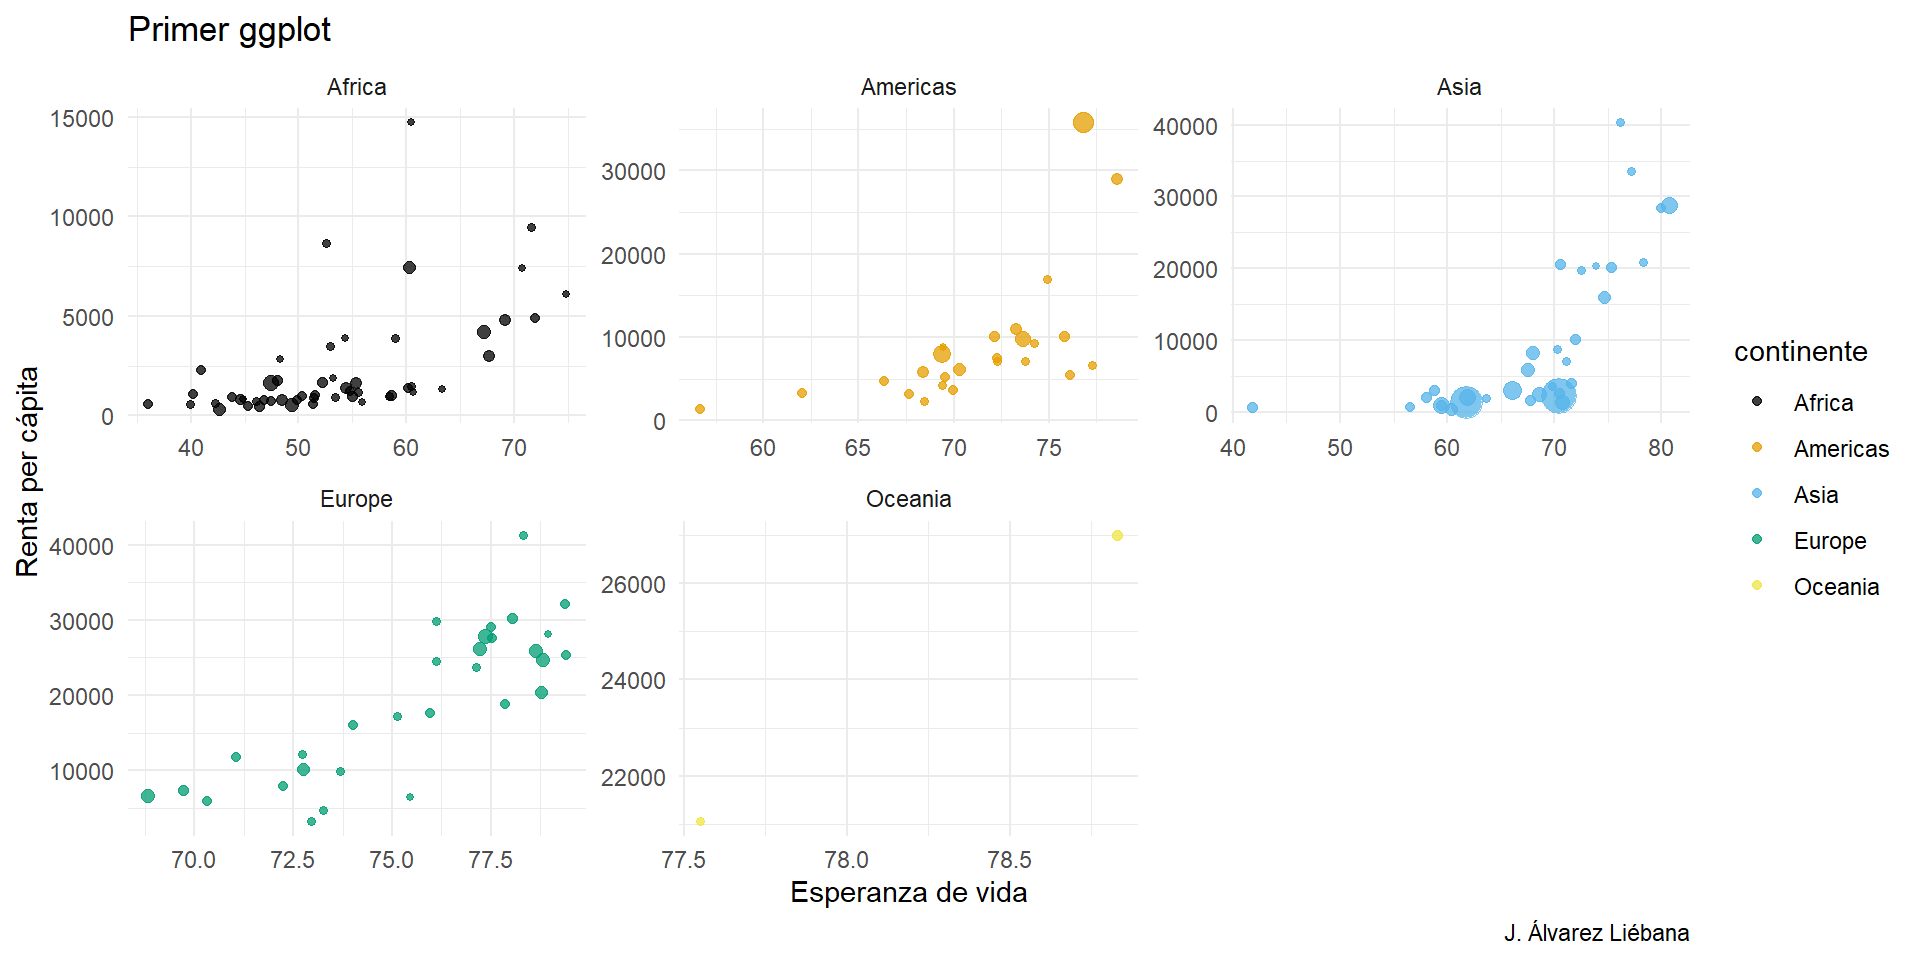 Primer ggplot
Africa
Americas
Asia
15000
10000
5000
0
40 50 60 70
30000
20000
10000
0
60 65 70 75
40000
30000
20000
10000
0
40 50 60 70 80
Renta per cápita
Europe
Oceania
40000
30000
20000
10000
70.0 72.5 75.0 77.5
26000
24000
22000
77.5 78.0 78.5
Esperanza de vida
continente
Africa
Americas
Asia
Europe
Oceania
J. Álvarez Liébana